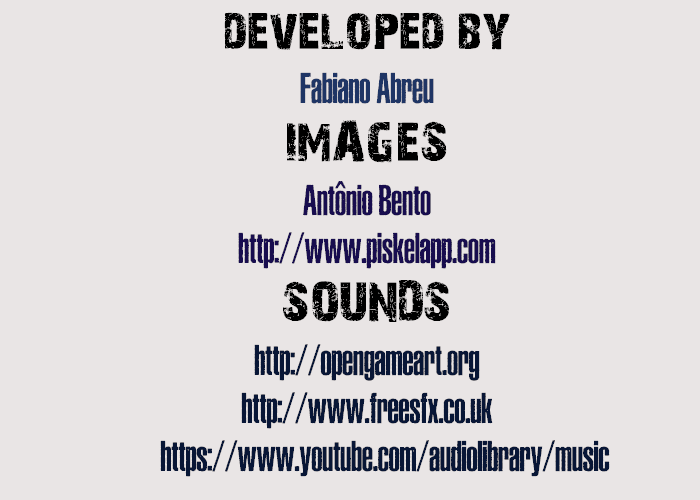 DEVELOPED BY
Fabiano Abreu
IMAGES
Antônio Bento
http://www.piskelapp.com
SOUNDS
http://opengameart.org
http://www.freesfx.co.uk
https://www.youtube.com/audiolibrary/music